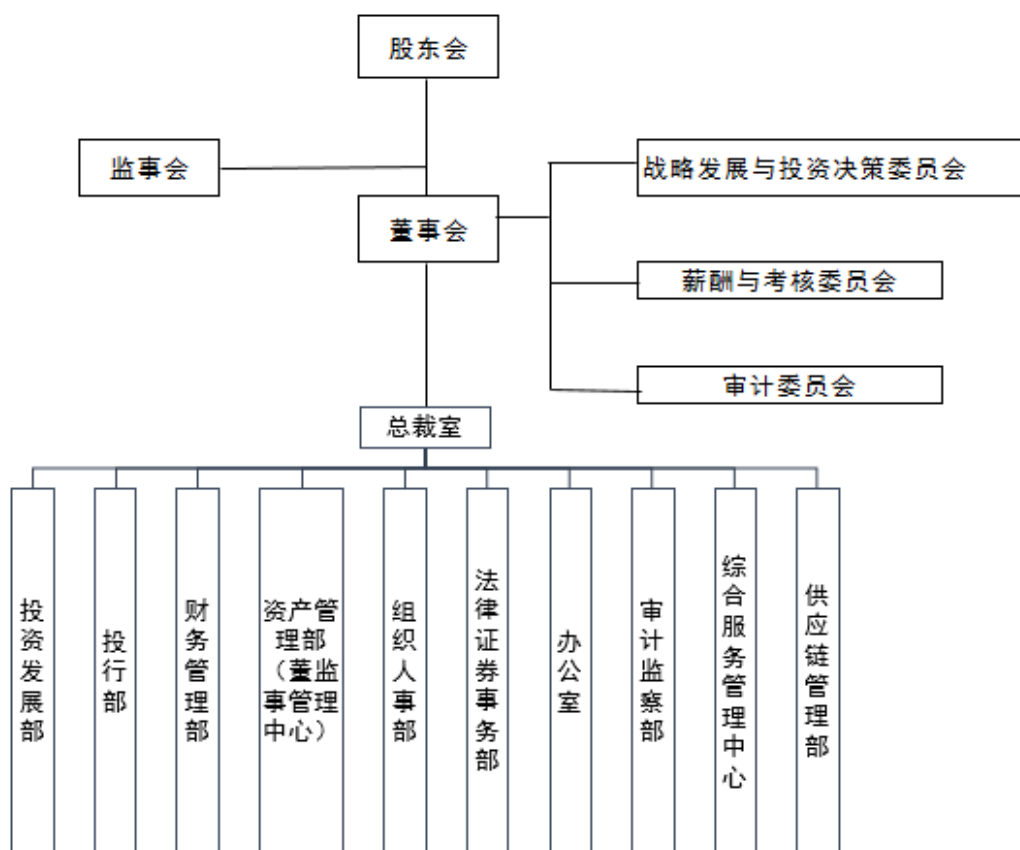 股东会
监事会
战略发展与投资决策委员会
董事会
薪酬与考核委员会
审计委员会
总裁室
投资发展部
投行部
财务管理部
资产管
理部
（董监
事管理
中心）
组织人事部
法律证券事务部
办公室
审计监察部
综合服务管理中心
供应链管理部